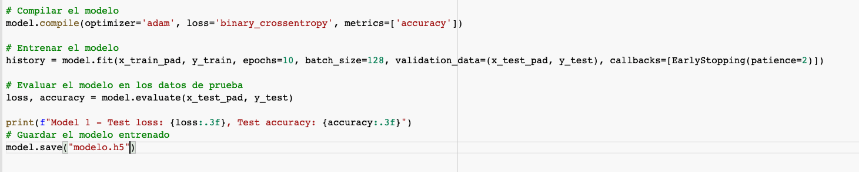 # Compilar el modelo
model.compile(optimizer='adam', loss='binary_crossentropy', metrics=['accuracy'])
# Entrenar el modelo
history = model.fit(x_train_pad, y_train, epochs=10, batch_size=128, validation_data=(x_test_pad, y_test), callbacks=[EarlyStopping(patience=2)])
# Evaluar el modelo en los datos de prueba
loss, accuracy = model.evaluate(x_test_pad, y_test)
print(f"Model 1 - Test loss: {loss:.3f}, Test accuracy: {accuracy:.3f}")
# Guardar el modelo entrenado
model.save("modelo.h5")